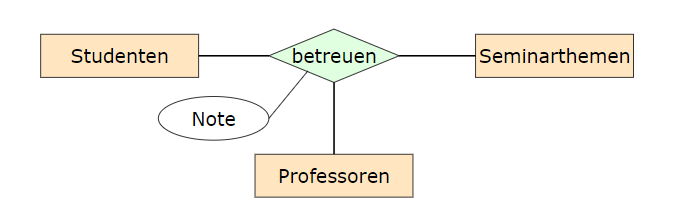 Studenten
betreuen
Seminarthemen
Note
Professoren